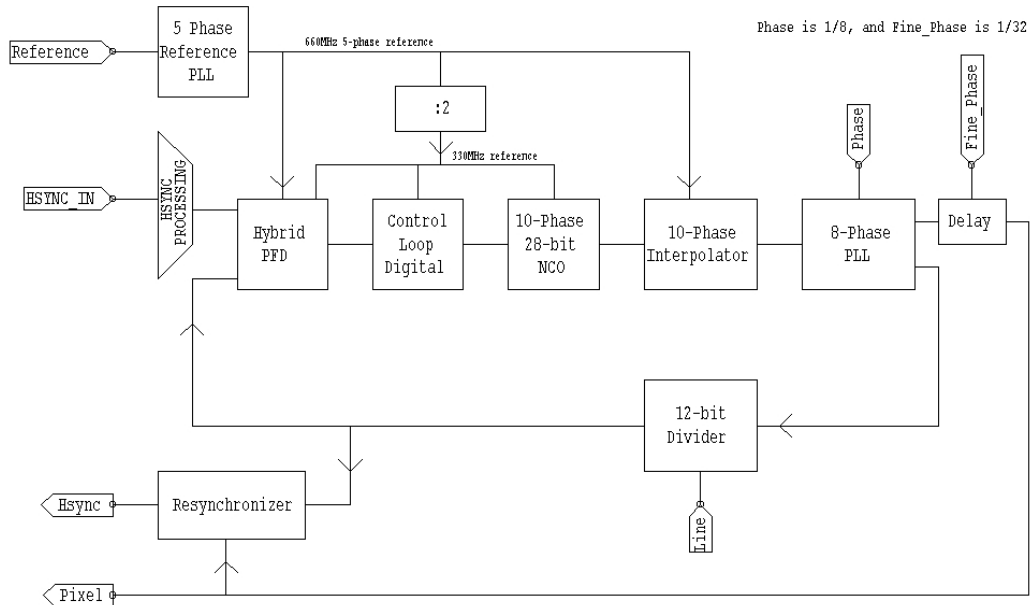 Phase is 1/8, and Fine_Phase is 1/32
Reference
5 Phase
Reference
PLL
660MHz 5-phase reference
:2
330MHz reference
Phase
Fine_Phase
HSYNC_IN
HSYNC
PROCESSING
Hybrid
PFD
Control
Loop
Digital
10-Phase
28-bit
NCO
10-Phase
Interpolator
8-Phase
PLL
Delay
12-bit
Divider
Line
Hsync
Resynchronizer
Pixel